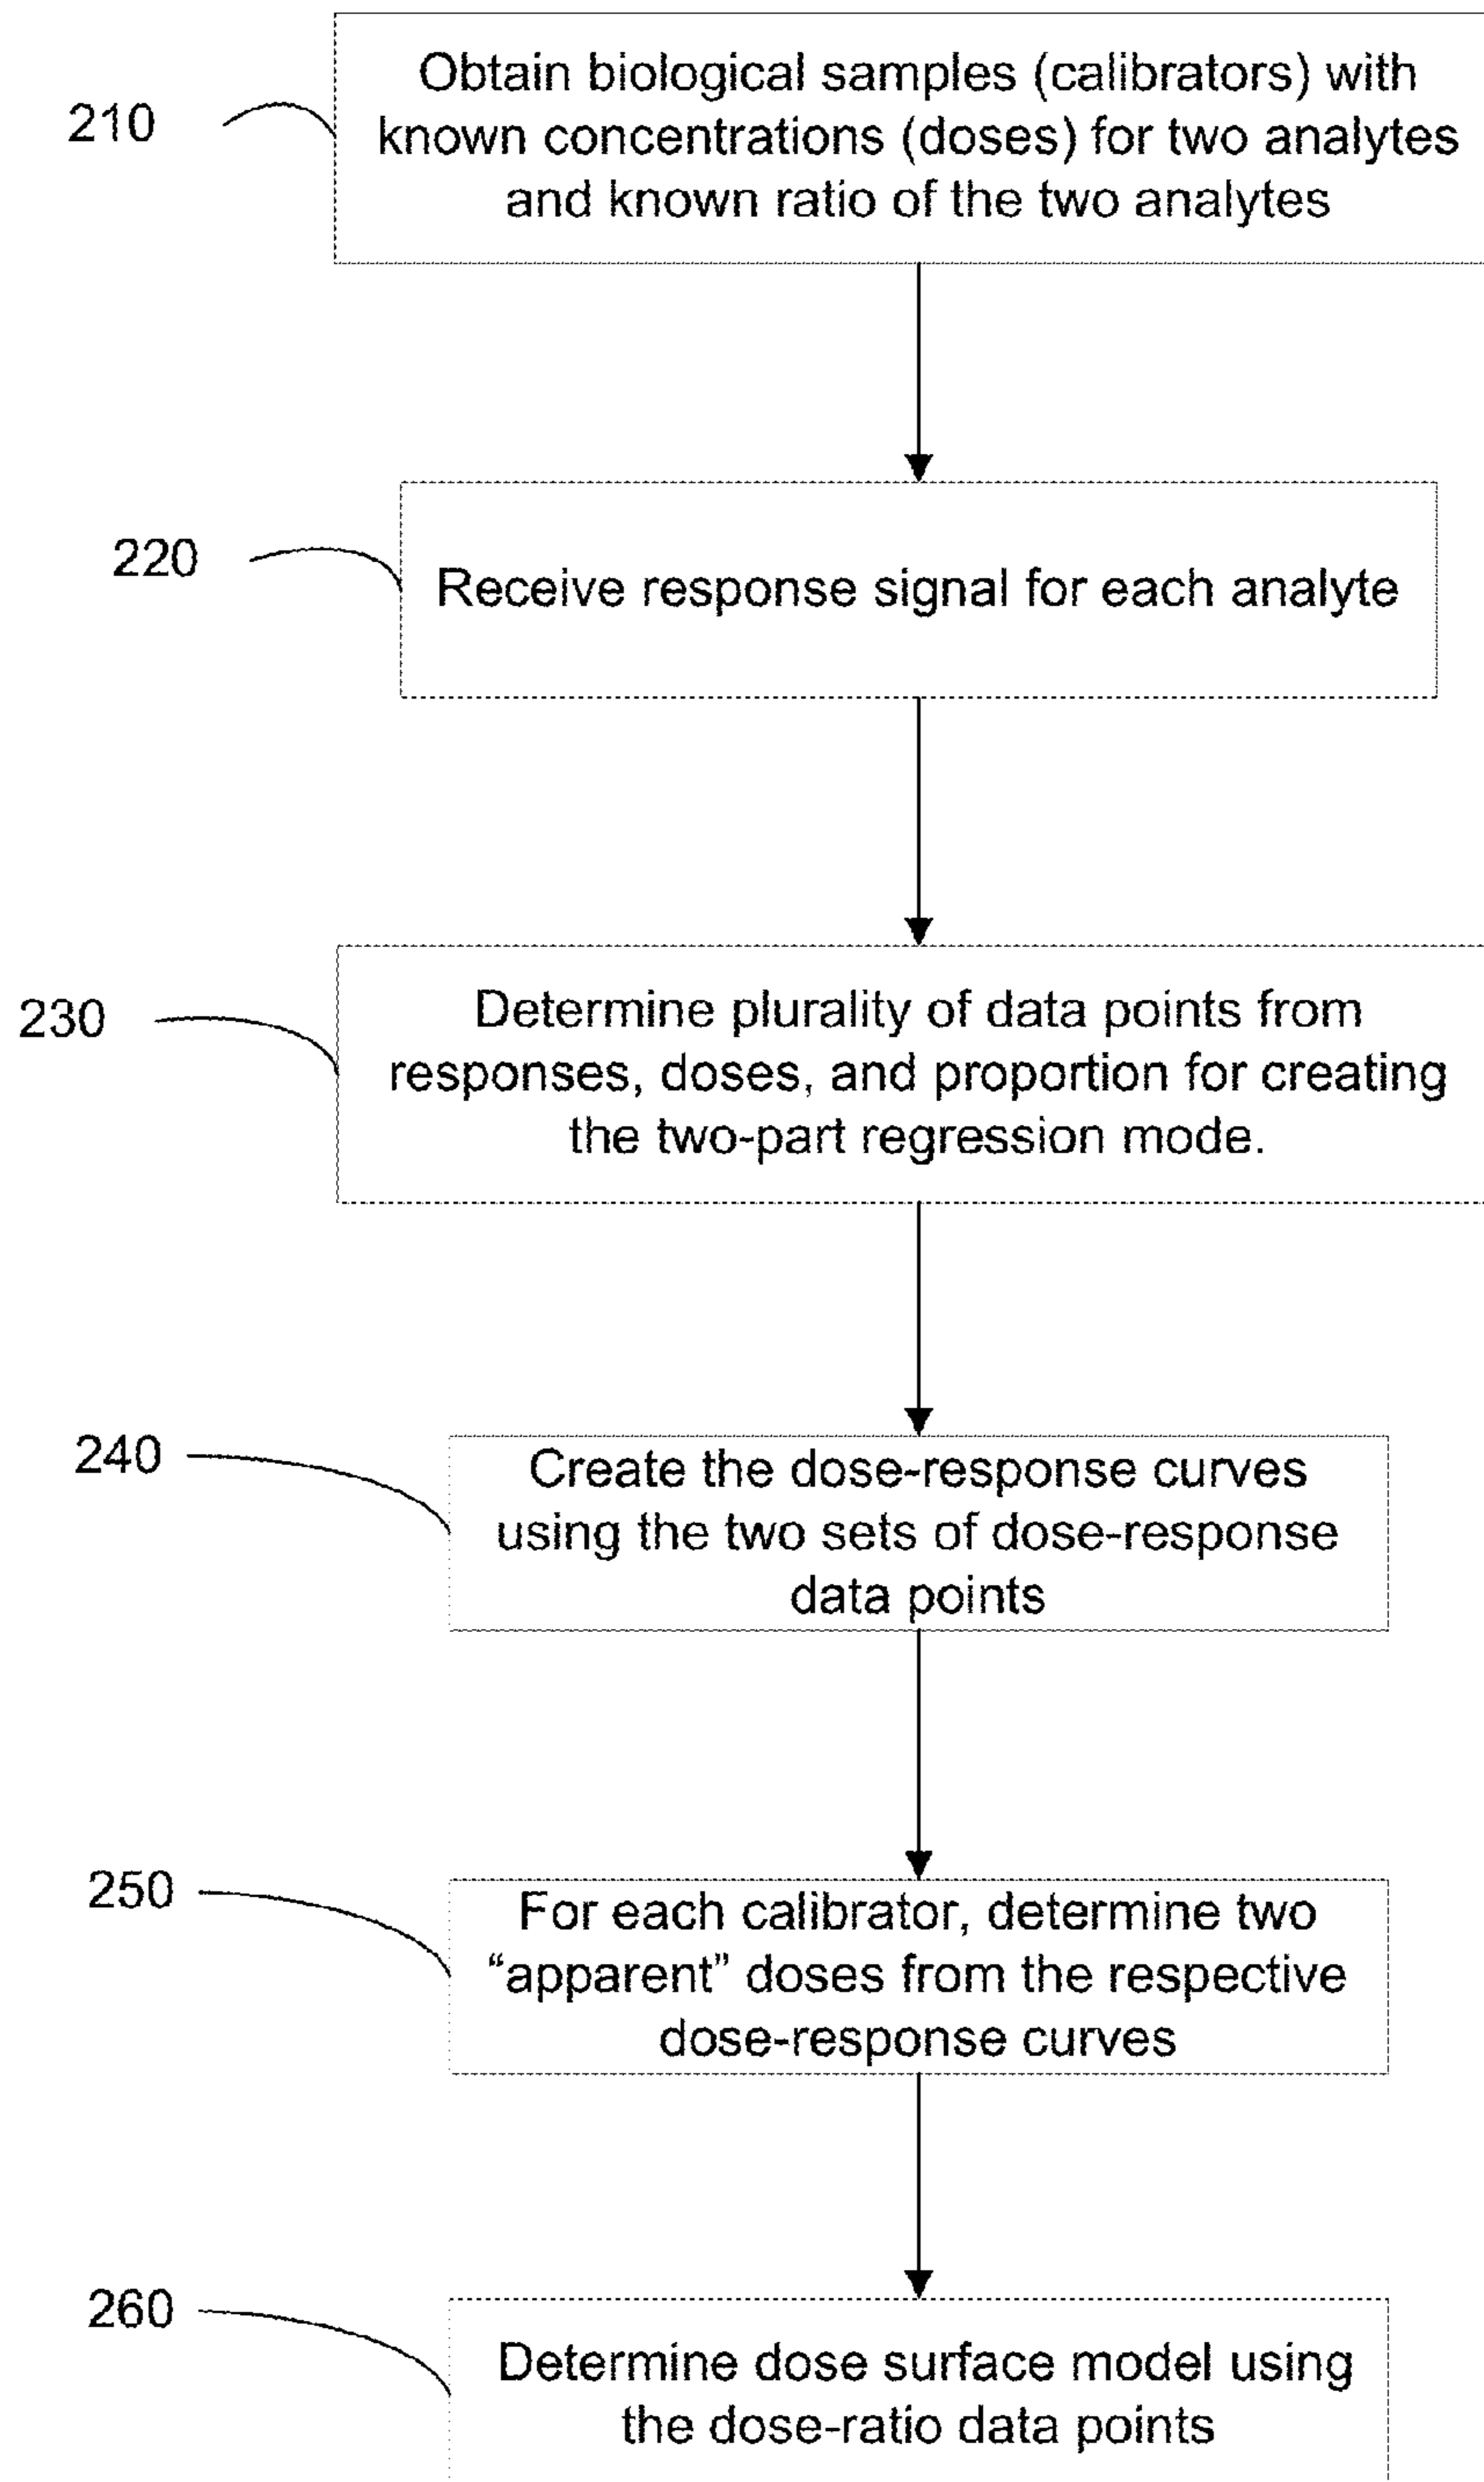 210
Obtain biological samples (calibrators) with
known concentrations (doses) for two analytes
and known ratio of the two analytes
220
Receive response signal for each analyte
230
Determine plurality of data points from
responses, doses, and proportion for creating
the two-part regression mode.
240
Create the dose-response curves
using the two sets of dose-response
data points
250
For each calibrator, determine two
“apparent” doses from the respective
dose-response curves
260
Determine dose surface model using
the dose-ratio data points